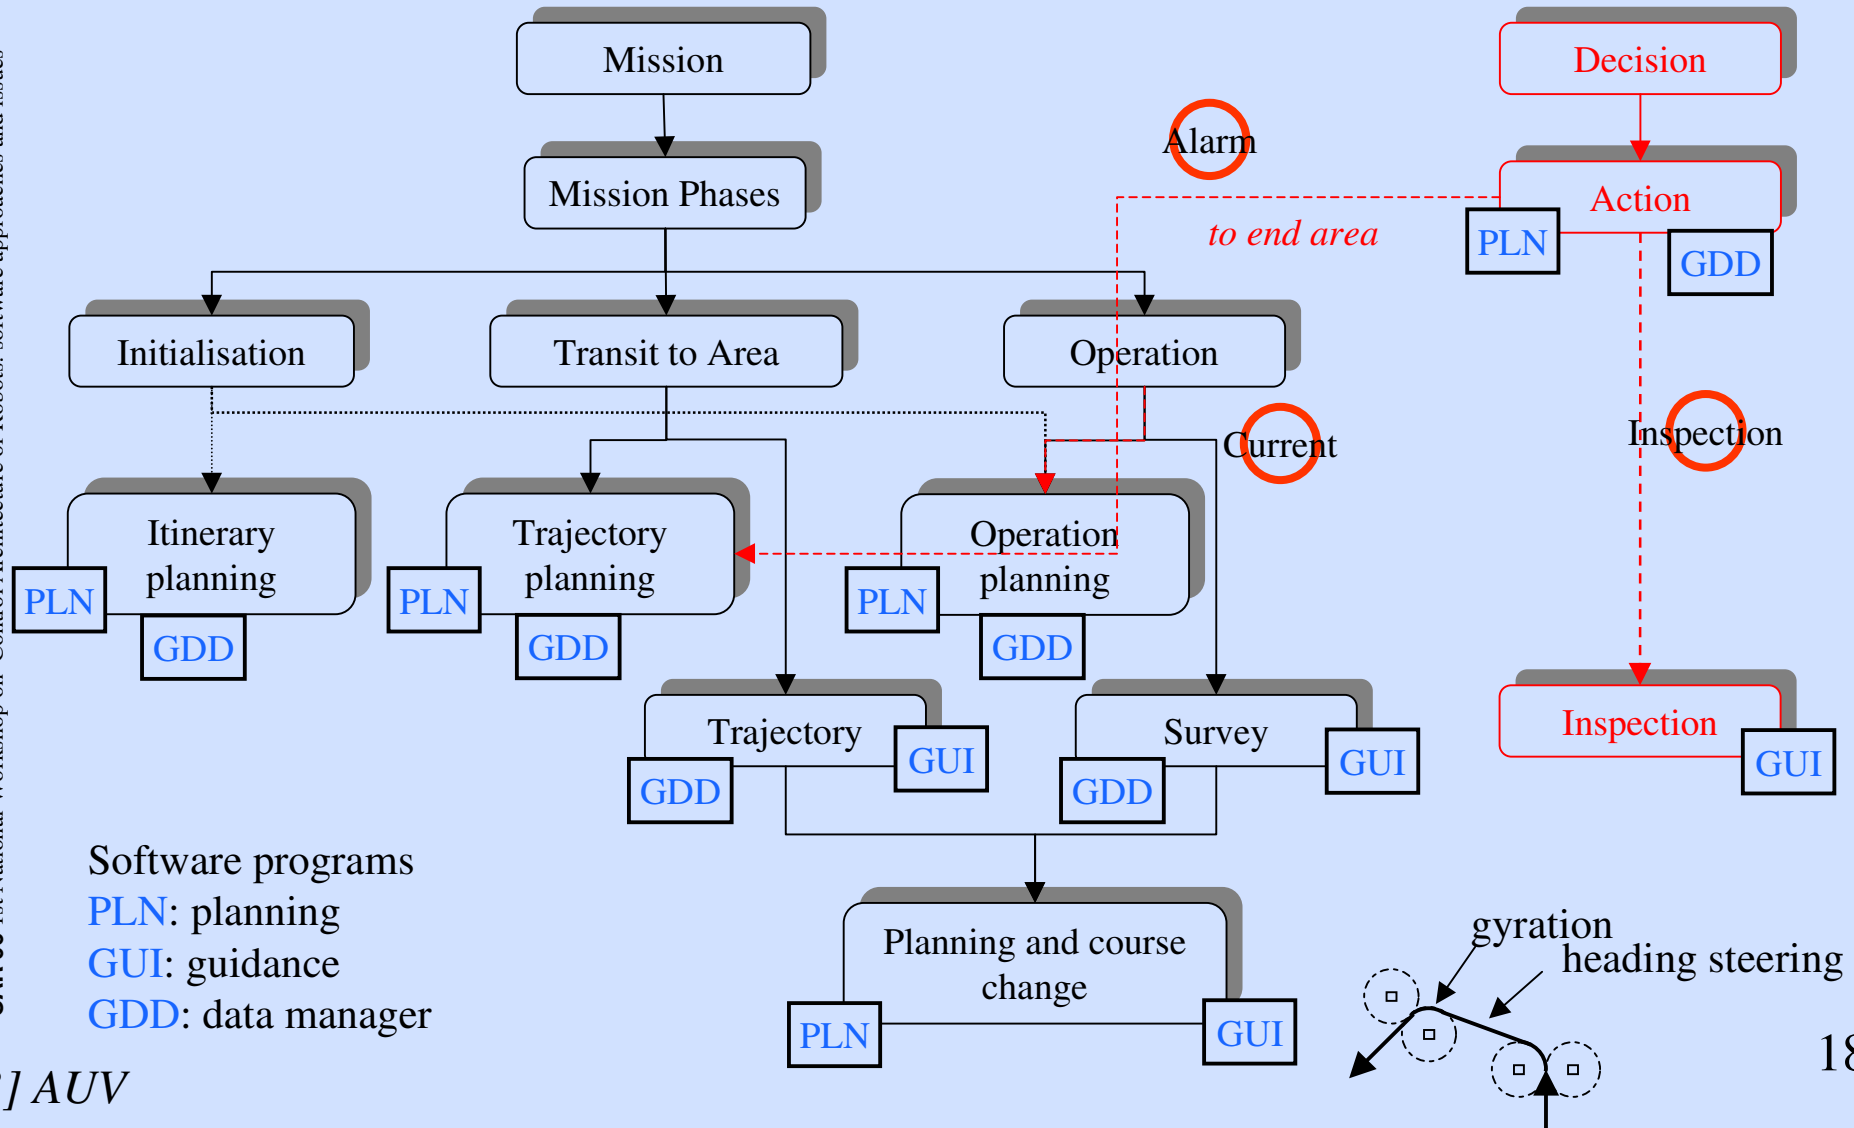 Mission
Decision
Alarm
Mission Phases
Action
PLN
GDD
to end area
Initialisation
Transit to Area
Operation
Current
Inspection
Itinerary
planning
PLN
GDD
Trajectory
planning
PLN
GDD
Operation
planning
PLN
GDD
Trajectory
GDD
GUI
Survey
GDD
GUI
Inspection
GUI
Software programs
PLN: planning
GUI: guidance
GDD: data manager
Planning and course
change
PLN
GUI
gyration
heading steering
18
] AUV